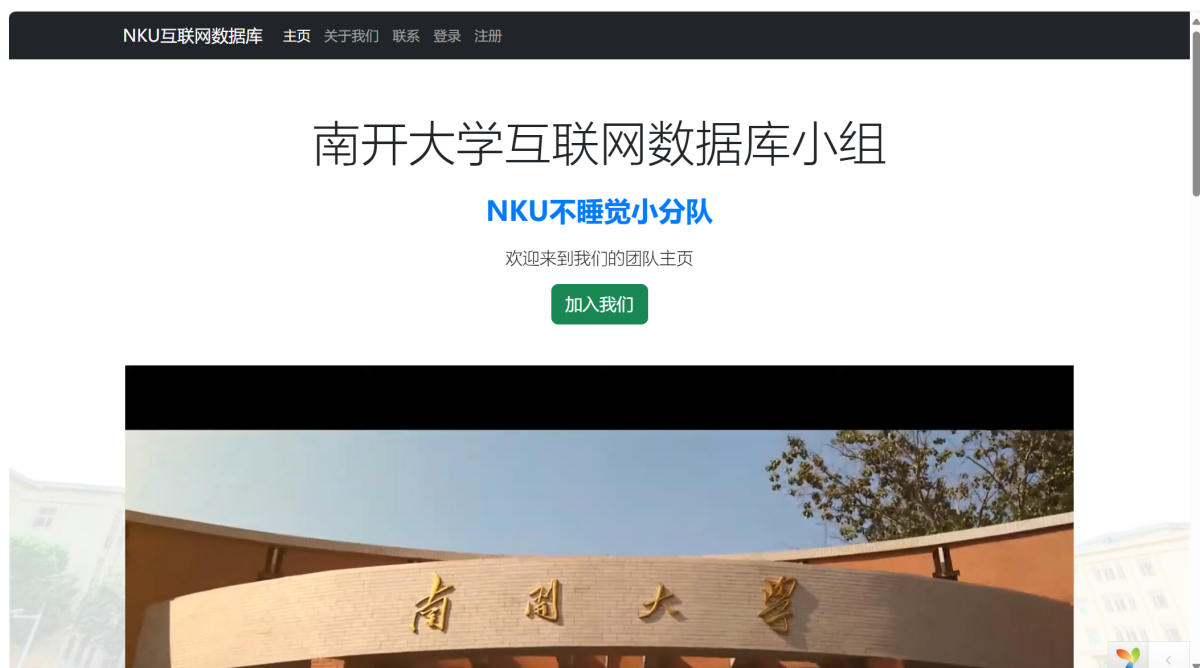 NKU互联网数据库 主页 关于我们 联系 登录 注册
南开大学互联网数据库小组
NKU不睡觉小分队
欢迎来到我们的团队主页
加入我们
南開大學